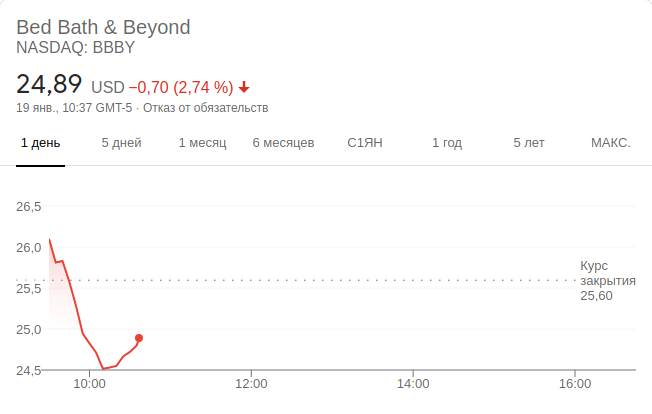 Bed Bath & Beyond
NASDAQ: BBBY
24,89 USD −0,70 (2,74 %)
19 янв., 10:37 GMT-5 · Отказ от обязательств
1 день 5 дней 1 месяц 6 месяцев С1ЯН 1 год 5 лет МАКС.
26,5
26,0
Курс
закрытия
25,60
25,5
25,0
24,5
10:00 12:00 14:00 16:00